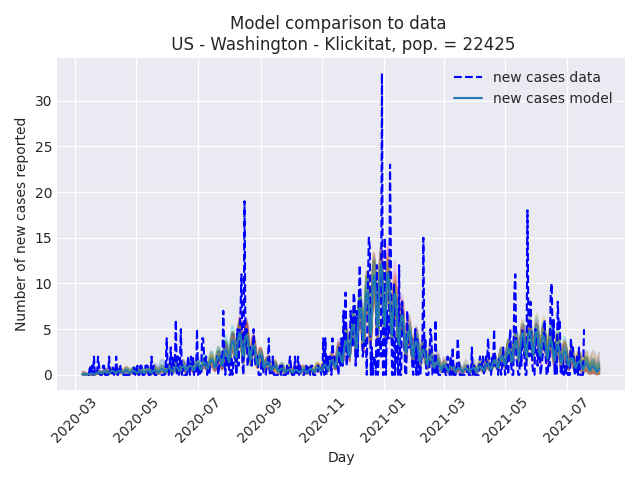 Model comparison to data
US - Washington - Klickitat, pop. = 22425
new cases data
new cases model
Number of new cases reported
30
25
20
15
10
5
0
2020-03
2020-05
2020-07
2020-09
2020-11
2021-01
2021-03
2021-05
2021-07
Day